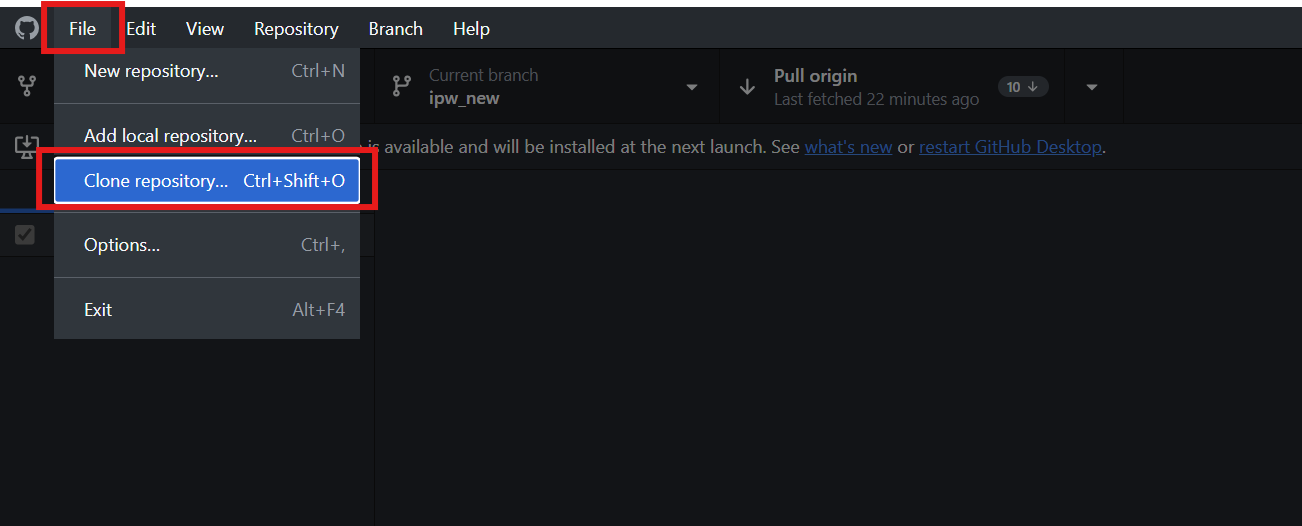 File Edit View Repository Branch Help
New repository... Ctrl+N
Add local repository... Ctrl+O
Clone repository... Ctrl+Shift+O
Options... Ctrl+,
Exit Alt+F4
Current branch
ipw_new
Pull origin
Last fetched 22 minutes ago
10
is available and will be installed at the next launch. See what's new or restart GitHub Desktop.